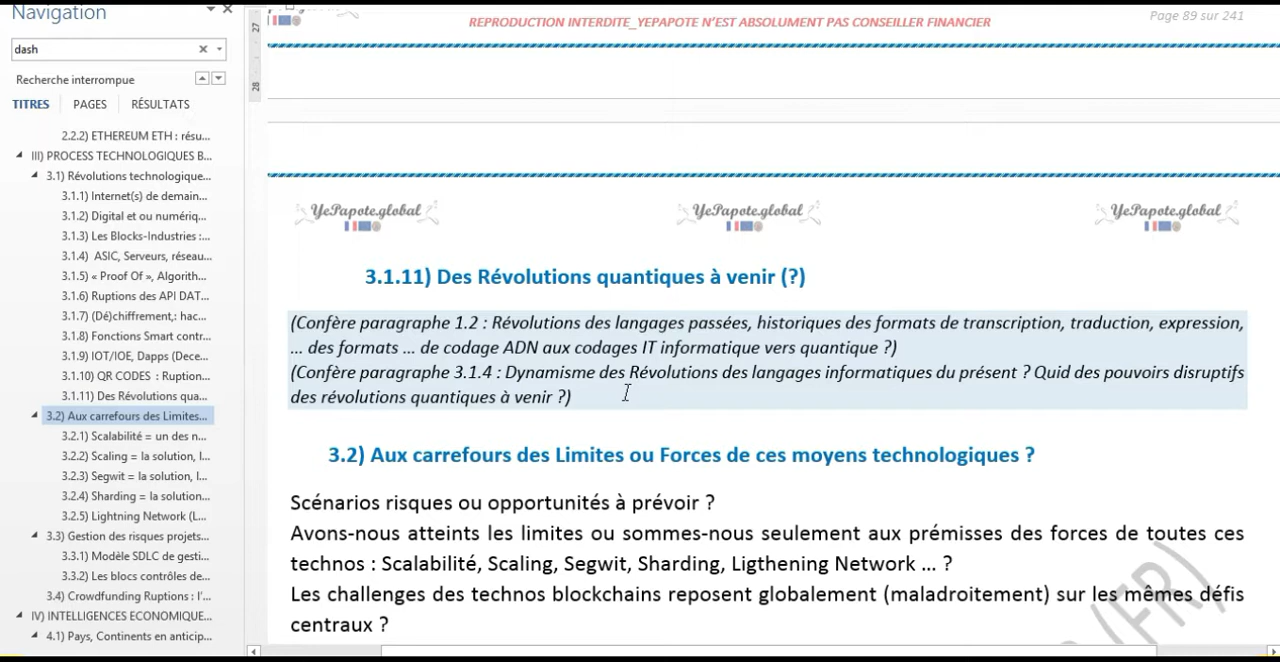 Navigation
dash
Recherche interrompue
TITRES PAGES RÉSULTATS
2.2.2) ETHEREUM ETH : résu...
III) PROCESS TECHNOLOGIQUES B...
3.1) Révolutions technologique...
3.1.1) Internet(s) de demain...
3.1.2) Digital et ou numériq...
3.1.3) Les Blocks-Industries :...
3.1.4) ASIC, Serveurs, réseau...
3.1.5) « Proof Of », Algorith...
3.1.6) Ruptions des API DAT...
3.1.7) (Dé)chiffrement,: hac...
3.1.8) Fonctions Smart contr...
3.1.9) IOT/IOE, Dapps (Dece...
3.1.10) QR CODES : Ruption...
3.1.11) Des Révolutions qua...
3.2) Aux carrefours des Limites...
3.2.1) Scalabilité = un des n...
3.2.2) Scaling = la solution, l...
3.2.3) Segwit = la solution, l...
3.2.4) Sharding = la solution...
3.2.5) Lightning Network (L...
3.3) Gestion des risques projets...
3.3.1) Modèle SDLC de gesti...
3.3.2) Les blocs contrôles de...
3.4) Crowdfunding Ruptions : l'...
IV) INTELLIGENCES ECONOMIQUE...
4.1) Pays, Continents en anticip...
27
28
REPRODUCTION INTERDITE_YEPAPOTE N'EST ABSOLUMENT PAS CONSEILLER FINANCIER
Page 89 sur 241
YePapote.global YePapote.global YePapote.global
3.1.11) Des Révolutions quantiques à venir (?)
(Confère paragraphe 1.2 : Révolutions des langages passées, historiques des formats de transcription, traduction, expression,
... des formats ... de codage ADN aux codages IT informatique vers quantique ?)
(Confère paragraphe 3.1.4 : Dynamisme des Révolutions des langages informatiques du présent ? Quid des pouvoirs disruptifs
des révolutions quantiques à venir ?)
3.2) Aux carrefours des Limites ou Forces de ces moyens technologiques ?
Scénarios risques ou opportunités à prévoir ?
Avons-nous atteints les limites ou sommes-nous seulement aux prémisses des forces de toutes ces
technos : Scalabilité, Scaling, Segwit, Sharding, Ligthening Network ... ?
Les challenges des technos blockchains reposent globalement (maladroitement) sur les mêmes défis
centraux ?
(FR)